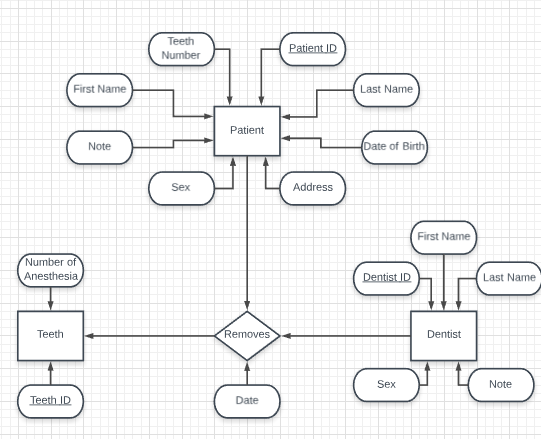 Teeth
Number
Patient ID
First Name
Last Name
Patient
Note
Date of Birth
Sex
Address
First Name
Number of
Anesthesia
Dentist ID
Last Name
Teeth
Removes
Dentist
Teeth ID
Date
Sex
Note